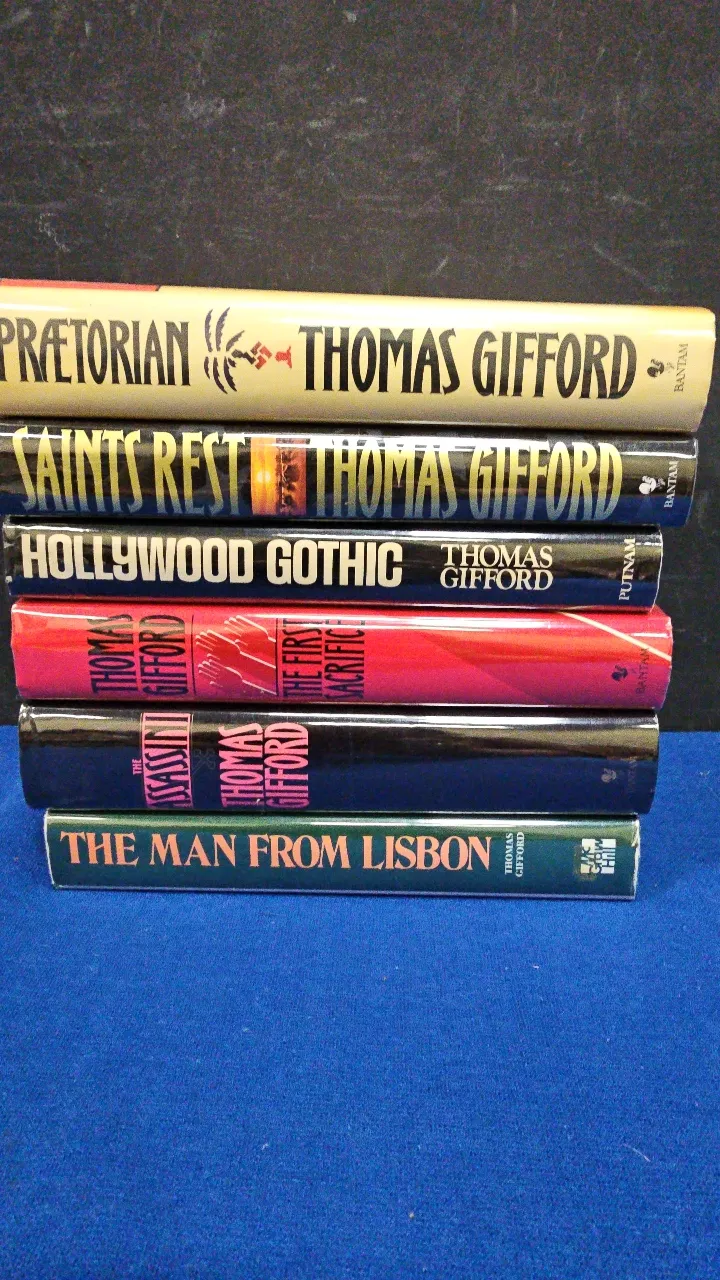 PRÆTORIAN THOMAS GIFFORD BANTAM
SAINTS REST THOMAS GIFFORD BANTAM
HOLLYWOOD GOTHIC THOMAS
GIFFORD PUTNAM
THOMAS
GIFFORD
THE FIRST
SACRIFICE
BANTAM
THE
ASSASSINI
THOMAS
GIFFORD
THE MAN FROM LISBON
THOMAS
GIFFORD